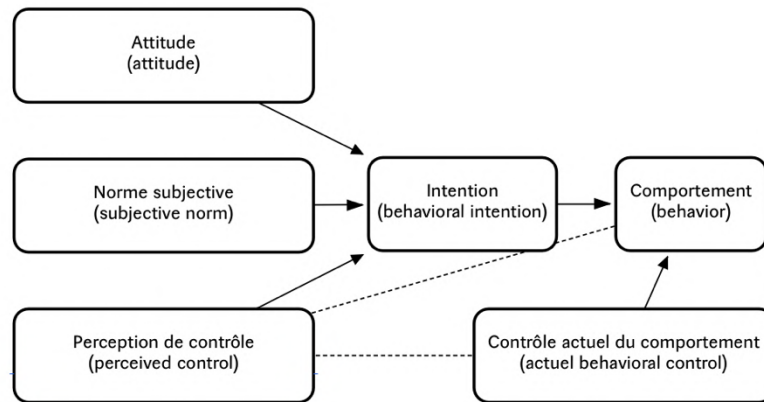 Attitude
(attitude)
Norme subjective
(subjective norm)
Intention
(behavioral intention)
Comportement
(behavior)
Perception de contrôle
(perceived control)
Contrôle actuel du comportement
(actuel behavioral control)